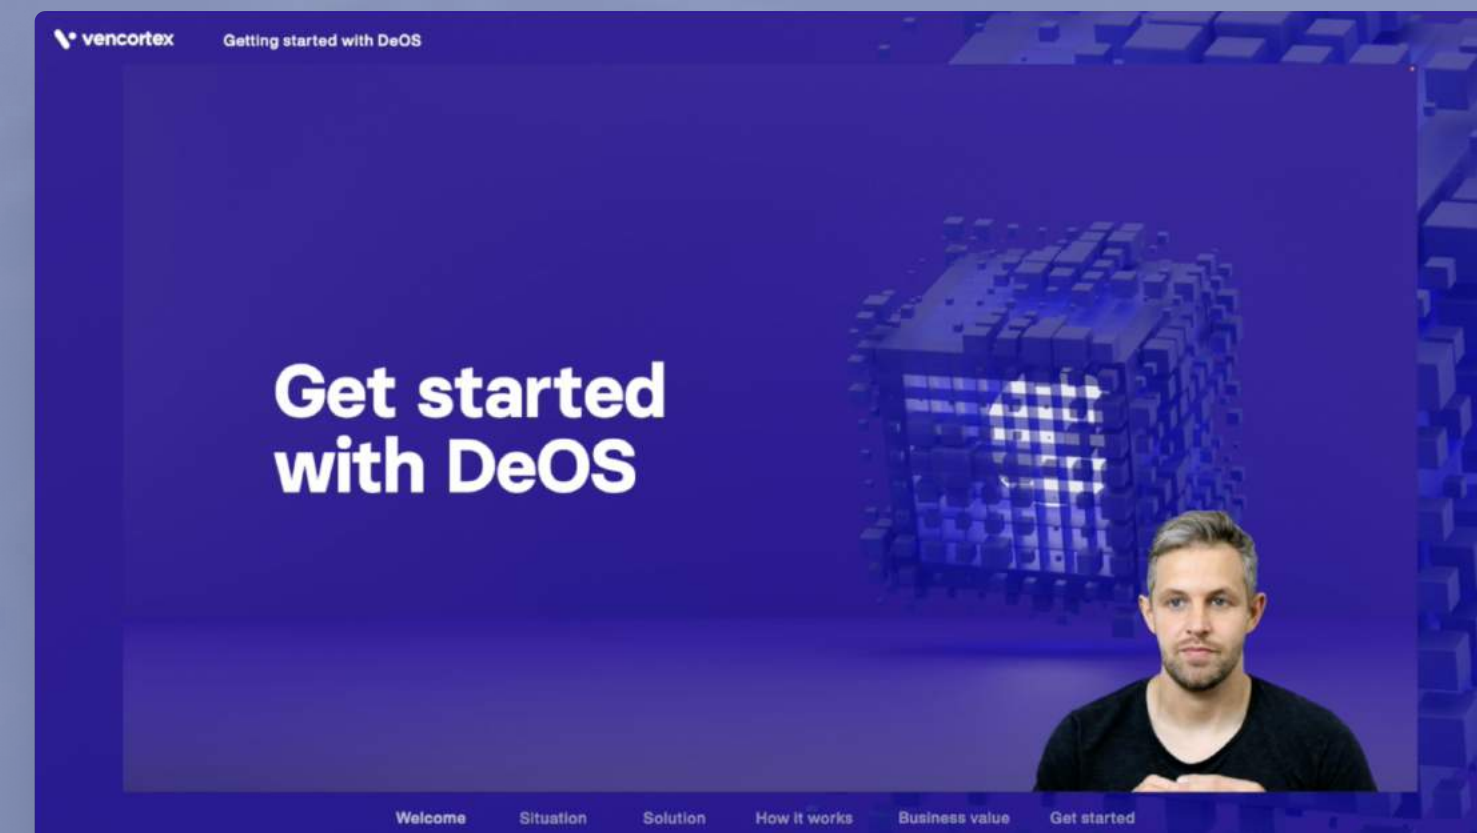 vencortex
Getting started with DeOS
Get started
with DeOS
Welcome
Situation
Solution
How it works
Business value
Get started